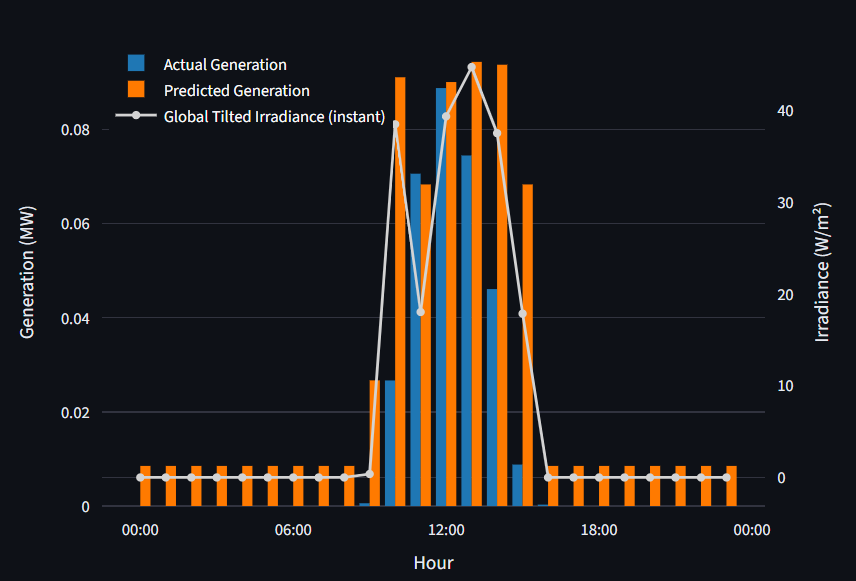 Actual Generation
Predicted Generation
Global Tilted Irradiance (instant)
0.08
0.06
0.04
0.02
0
Generation (MW)
40
30
20
10
0
Irradiance (W/m²)
00:00
06:00
12:00
18:00
00:00
Hour